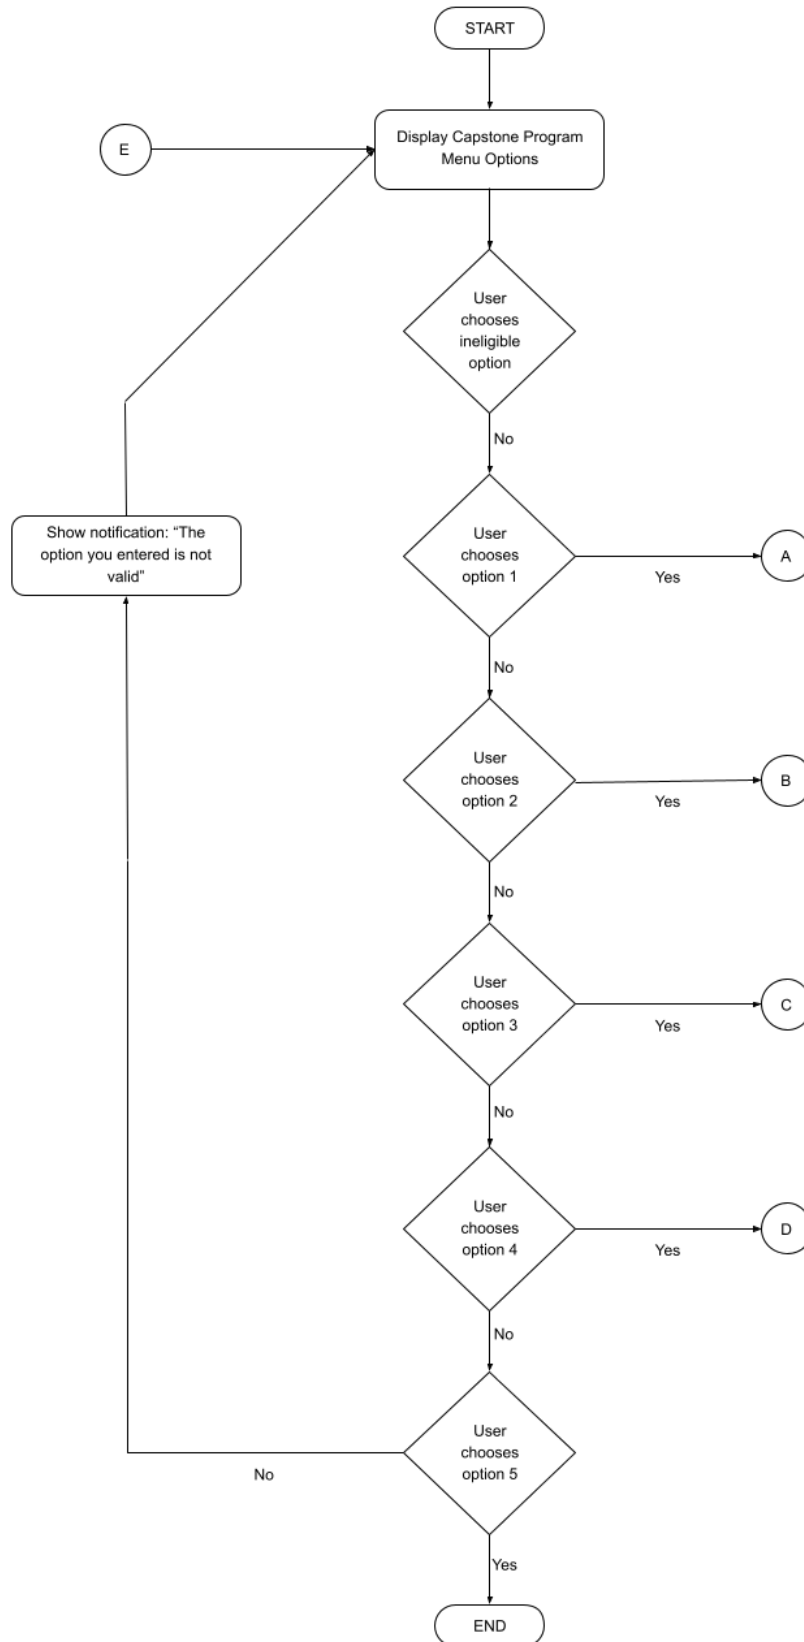 START
E
Display Capstone Program
Menu Options
User
chooses
ineligible
option
No
Show notification: “The
option you entered is not
valid”
User
chooses
option 1
Yes
A
No
User
chooses
option 2
Yes
B
No
User
chooses
option 3
Yes
C
No
User
chooses
option 4
Yes
D
No
User
chooses
option 5
No
Yes
END